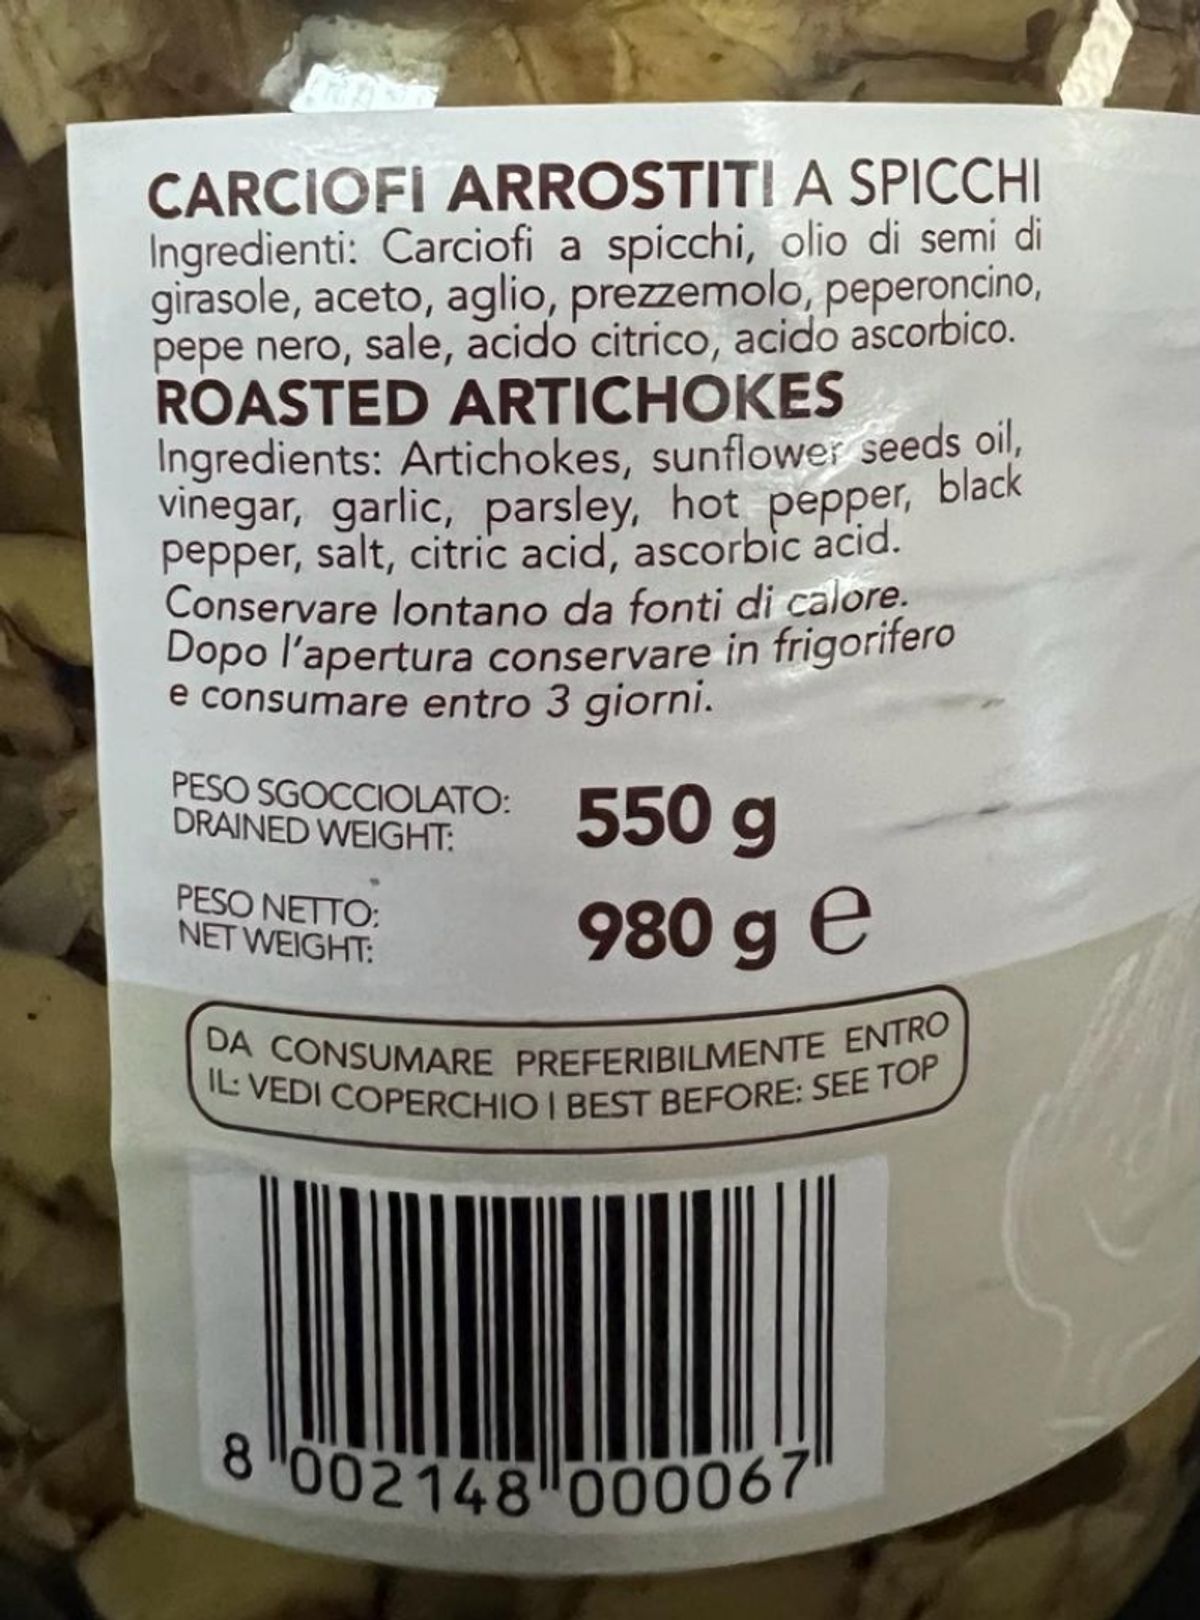 CARCIOFI ARROSTITI A SPICCHI
Ingredienti: Carciofi a spicchi, olio di semi di
girasole, aceto, aglio, prezzemolo, peperoncino,
pepe nero, sale, acido citrico, acido ascorbico.
ROASTED ARTICHOKES
Ingredients: Artichokes, sunflower seeds oil,
vinegar, garlic, parsley, hot pepper, black
pepper, salt, citric acid, ascorbic acid.
Conservare lontano da fonti di calore.
Dopo l'apertura conservare in frigorifero
e consumare entro 3 giorni.
PESO SGOCCIOLATO:
DRAINED WEIGHT:
550 g
PESO NETTO:
NET WEIGHT:
980 g e
DA CONSUMARE PREFERIBILMENTE ENTRO
IL: VEDI COPERCHIO | BEST BEFORE: SEE TOP
8 002148 000067